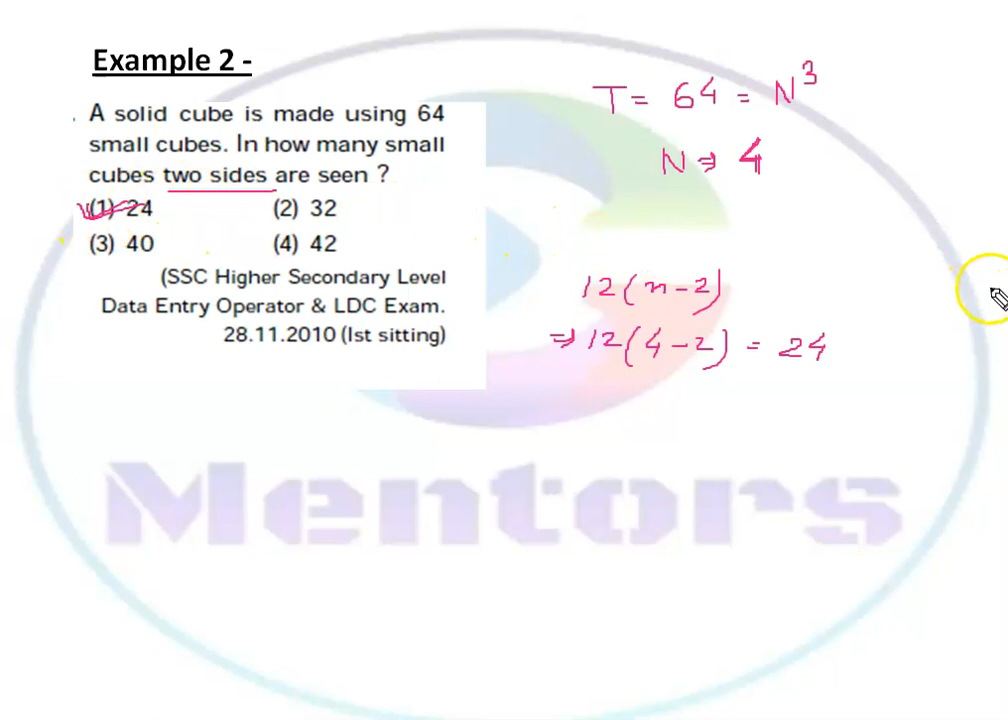 Example 2 -
A solid cube is made using 64
small cubes. In how many small
cubes two sides are seen ?
(1) 24 (2) 32
(3) 40 (4) 42
(SSC Higher Secondary Level
Data Entry Operator & LDC Exam.
28.11.2010 (Ist sitting)
T = 64 = N³
N ⇒ 4
12(n-2)
⇒ 12(4-2) = 24
Mentors